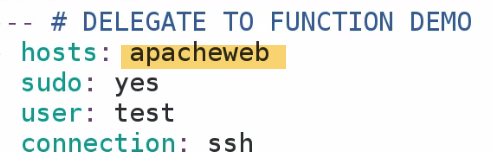 -- # DELEGATE TO FUNCTION DEMO
hosts: apacheweb
sudo: yes
user: test
connection: ssh